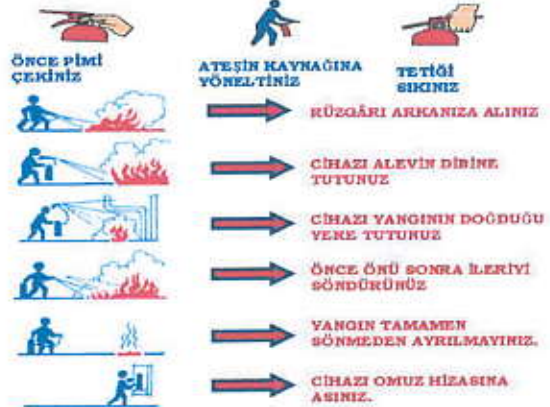 ÖNCE PİMİ
ÇEKİNİZ
ATEŞİN KAYNAĞINA
YÖNELTİNİZ
TETİĞİ
SIKINIZ
RÜZGÂRI ARKANIZA ALINIZ
CİHAZI ALEVİN DİBİNE
TUTUNUZ
CİHAZI YANGININ DOĞDUĞU
YERE TUTUNUZ
ÖNCE ÖNÜ SONRA İLERİYİ
SÖNDÜRÜNÜZ
YANGIN TAMAMEN
SÖNMEDEN AYRILMAYINIZ.
CİHAZI OMUZ HİZASINA
ASINIZ.